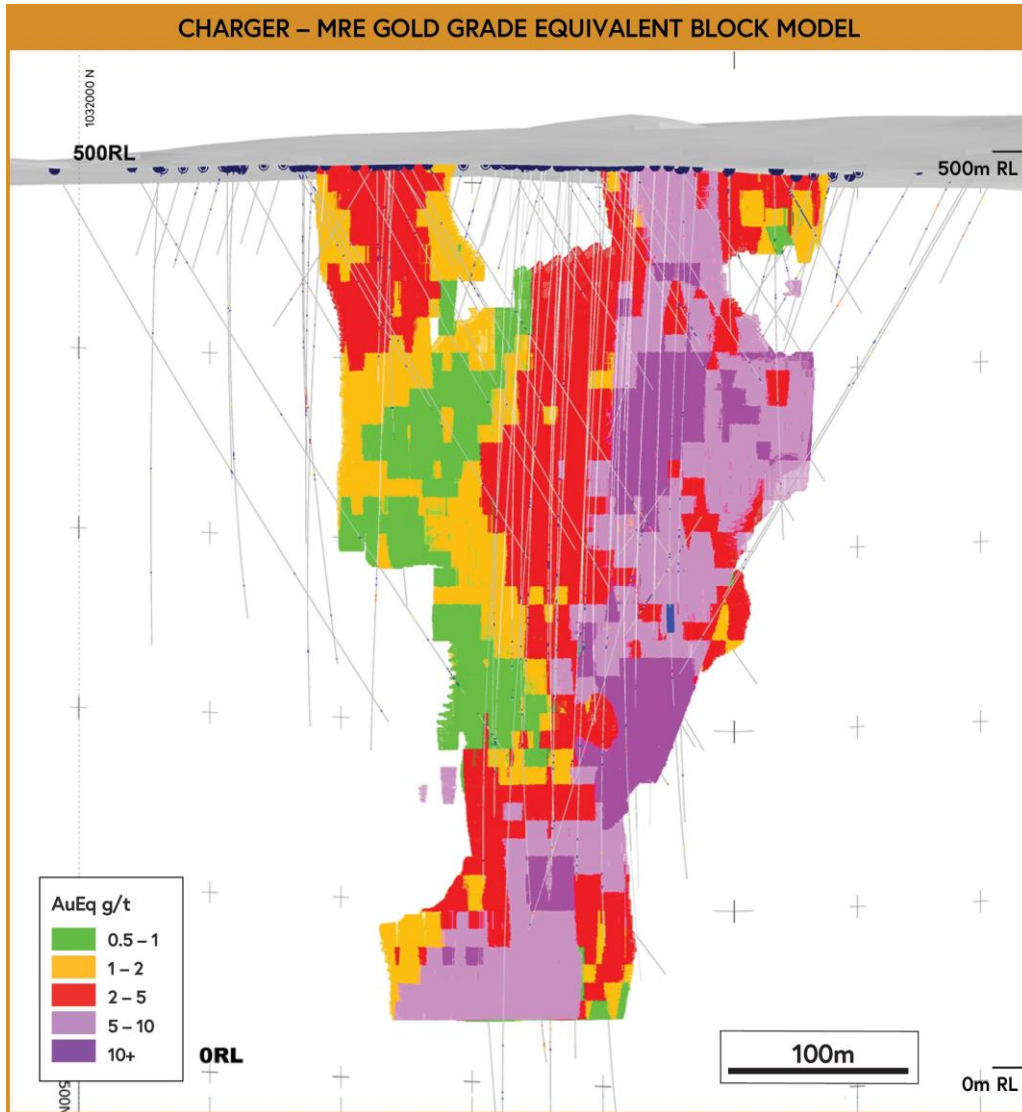 CHARGER – MRE GOLD GRADE EQUIVALENT BLOCK MODEL
1032000 N
500RL
500m RL
AuEq g/t
0.5 – 1
1 – 2
2 – 5
5 – 10
10+
0RL
100m
0m RL